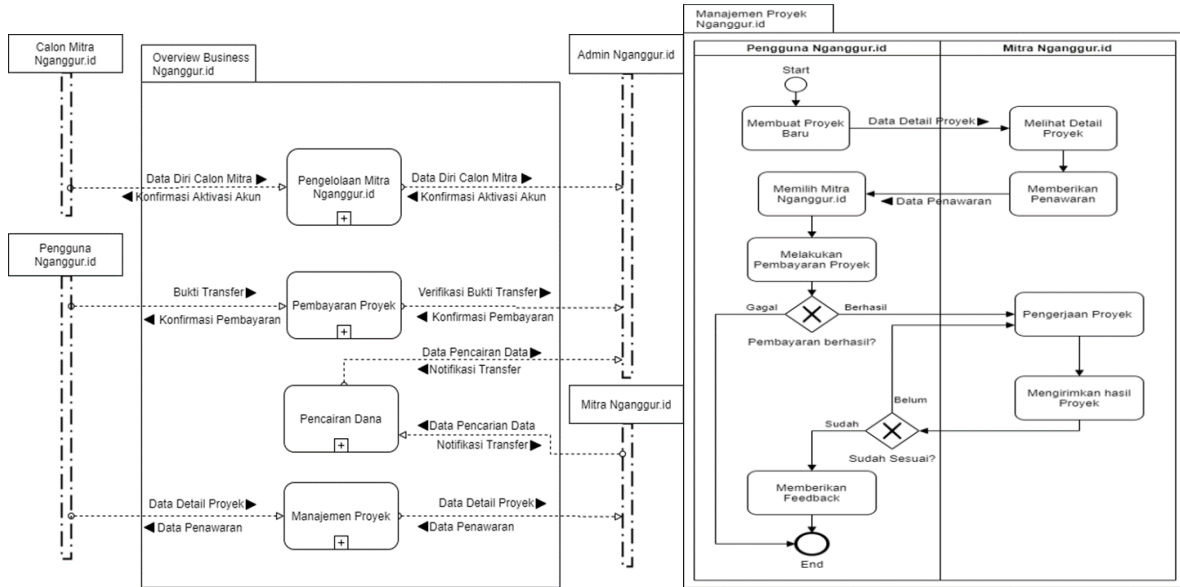 Calon Mitra
Nganggur.id
Overview Business
Nganggur.id
Admin Nganggur.id
Data Diri Calon Mitra
Konfirmasi Aktivasi Akun
Pengelolaan Mitra
Nganggur.id
+
Data Diri Calon Mitra
Konfirmasi Aktivasi Akun
Pengguna
Nganggur.id
Bukti Transfer
Konfirmasi Pembayaran
Pembayaran Proyek
+
Verifikasi Bukti Transfer
Konfirmasi Pembayaran
Data Pencairan Data
Notifikasi Transfer
Mitra Nganggur.id
Pencairan Dana
+
Data Pencarian Data
Notifikasi Transfer
Data Detail Proyek
Data Penawaran
Manajemen Proyek
+
Data Detail Proyek
Data Penawaran
Manajemen Proyek
Nganggur.id
Pengguna Nganggur.id
Mitra Nganggur.id
Start
Membuat Proyek
Baru
Data Detail Proyek
Melihat Detail
Proyek
Memilih Mitra
Nganggur.id
Data Penawaran
Memberikan
Penawaran
Melakukan
Pembayaran Proyek
Gagal
Berhasil
Pembayaran berhasil?
Pengerjaan Proyek
Mengirimkan hasil
Proyek
Belum
Sudah
Sudah Sesuai?
Memberikan
Feedback
End